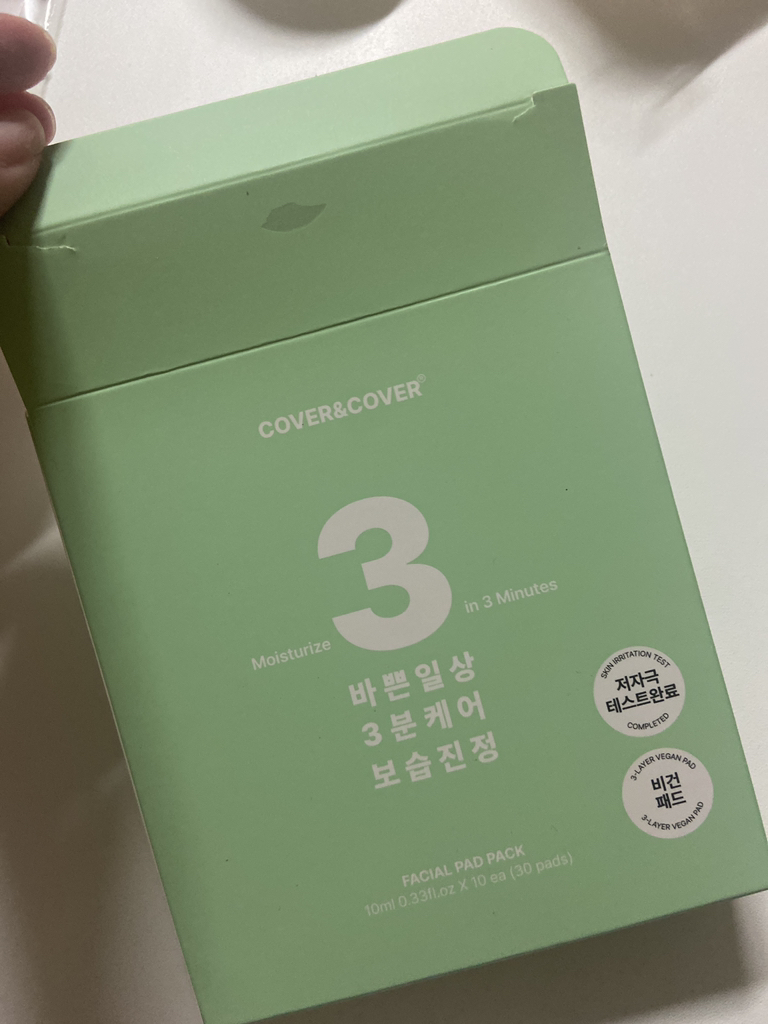 COVER&COVER®
3
Moisturize in 3 Minutes
바쁜일상
3분케어
보습진정
SKIN IRRITATION TEST
저자극
테스트완료
COMPLETED
3-LAYER VEGAN PAD
비건
패드
3-LAYER VEGAN PAD
FACIAL PAD PACK
10ml 0.33fl.oz X 10 ea (30 pads)